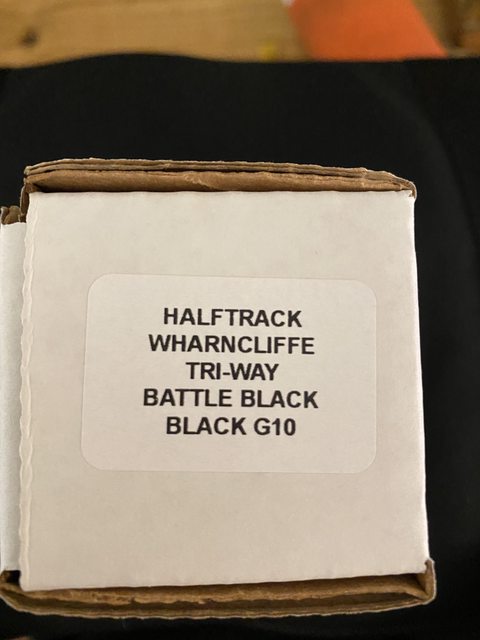 HALFTRACK
WHARNCLIFFE
TRI-WAY
BATTLE BLACK
BLACK G10